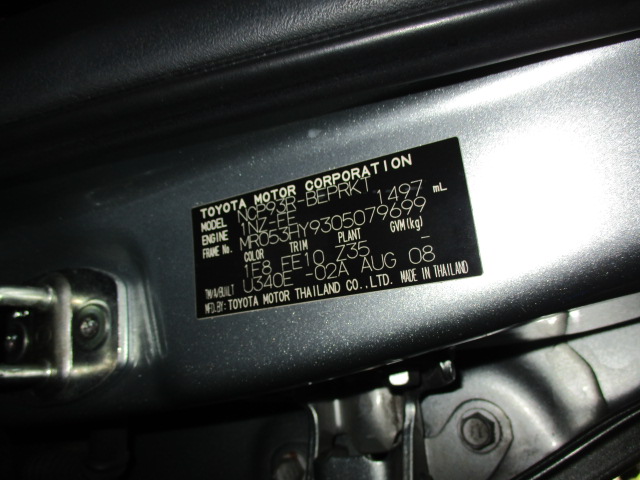 TOYOTA MOTOR CORPORATION
MODEL NCP93R-BEPRKT
ENGINE 1NZ-FE 1497 mL
FRAME No. MR053HY9305079699
COLOR TRIM PLANT GVM(kg)
1E8 FE10 Z35 -
TM/A/BUILT U340E -02A AUG 08
MFD.BY: TOYOTA MOTOR THAILAND CO.,LTD. MADE IN THAILAND